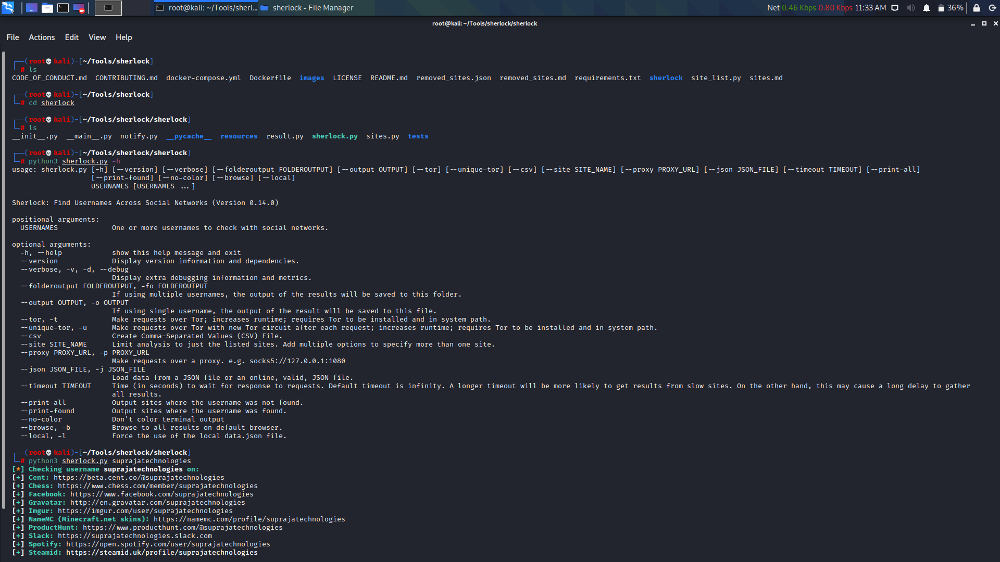 root@kali: ~/Tools/sherl... sherlock - File Manager Net 0.46 Kbps 0.80 Kbps 11:33 AM 36%
root@kali: ~/Tools/sherlock/sherlock
File Actions Edit View Help
┌──(root💀kali)-[~/Tools/sherlock]
└─# ls
CODE_OF_CONDUCT.md CONTRIBUTING.md docker-compose.yml Dockerfile images LICENSE README.md removed_sites.json removed_sites.md requirements.txt sherlock site_list.py sites.md
┌──(root💀kali)-[~/Tools/sherlock]
└─# cd sherlock
┌──(root💀kali)-[~/Tools/sherlock/sherlock]
└─# ls
__init__.py __main__.py notify.py __pycache__ resources result.py sherlock.py sites.py tests
┌──(root💀kali)-[~/Tools/sherlock/sherlock]
└─# python3 sherlock.py -h
usage: sherlock.py [-h] [--version] [--verbose] [--folderoutput FOLDEROUTPUT] [--output OUTPUT] [--tor] [--unique-tor] [--csv] [--site SITE_NAME] [--proxy PROXY_URL] [--json JSON_FILE] [--timeout TIMEOUT] [--print-all]
[--print-found] [--no-color] [--browse] [--local]
USERNAMES [USERNAMES ...]
Sherlock: Find Usernames Across Social Networks (Version 0.14.0)
positional arguments:
USERNAMES One or more usernames to check with social networks.
optional arguments:
-h, --help show this help message and exit
--version Display version information and dependencies.
--verbose, -v, -d, --debug
Display extra debugging information and metrics.
--folderoutput FOLDEROUTPUT, -fo FOLDEROUTPUT
If using multiple usernames, the output of the results will be saved to this folder.
--output OUTPUT, -o OUTPUT
If using single username, the output of the result will be saved to this file.
--tor, -t Make requests over Tor; increases runtime; requires Tor to be installed and in system path.
--unique-tor, -u Make requests over Tor with new Tor circuit after each request; increases runtime; requires Tor to be installed and in system path.
--csv Create Comma-Separated Values (CSV) File.
--site SITE_NAME Limit analysis to just the listed sites. Add multiple options to specify more than one site.
--proxy PROXY_URL, -p PROXY_URL
Make requests over a proxy. e.g. socks5://127.0.0.1:1080
--json JSON_FILE, -j JSON_FILE
Load data from a JSON file or an online, valid, JSON file.
--timeout TIMEOUT Time (in seconds) to wait for response to requests. Default timeout is infinity. A longer timeout will be more likely to get results from slow sites. On the other hand, this may cause a long delay to gather
all results.
--print-all Output sites where the username was not found.
--print-found Output sites where the username was found.
--no-color Don't color terminal output
--browse, -b Browse to all results on default browser.
--local, -l Force the use of the local data.json file.
┌──(root💀kali)-[~/Tools/sherlock/sherlock]
└─# python3 sherlock.py suprajatechnologies
[*] Checking username suprajatechnologies on:
[+] Cent: https://beta.cent.co/@suprajatechnologies
[+] Chess: https://www.chess.com/member/suprajatechnologies
[+] Facebook: https://www.facebook.com/suprajatechnologies
[+] Gravatar: http://en.gravatar.com/suprajatechnologies
[+] Imgur: https://imgur.com/user/suprajatechnologies
[+] NameMC (Minecraft.net skins): https://namemc.com/profile/suprajatechnologies
[+] ProductHunt: https://www.producthunt.com/@suprajatechnologies
[+] Slack: https://suprajatechnologies.slack.com
[+] Spotify: https://open.spotify.com/user/suprajatechnologies
[+] Steamid: https://steamid.uk/profile/suprajatechnologies